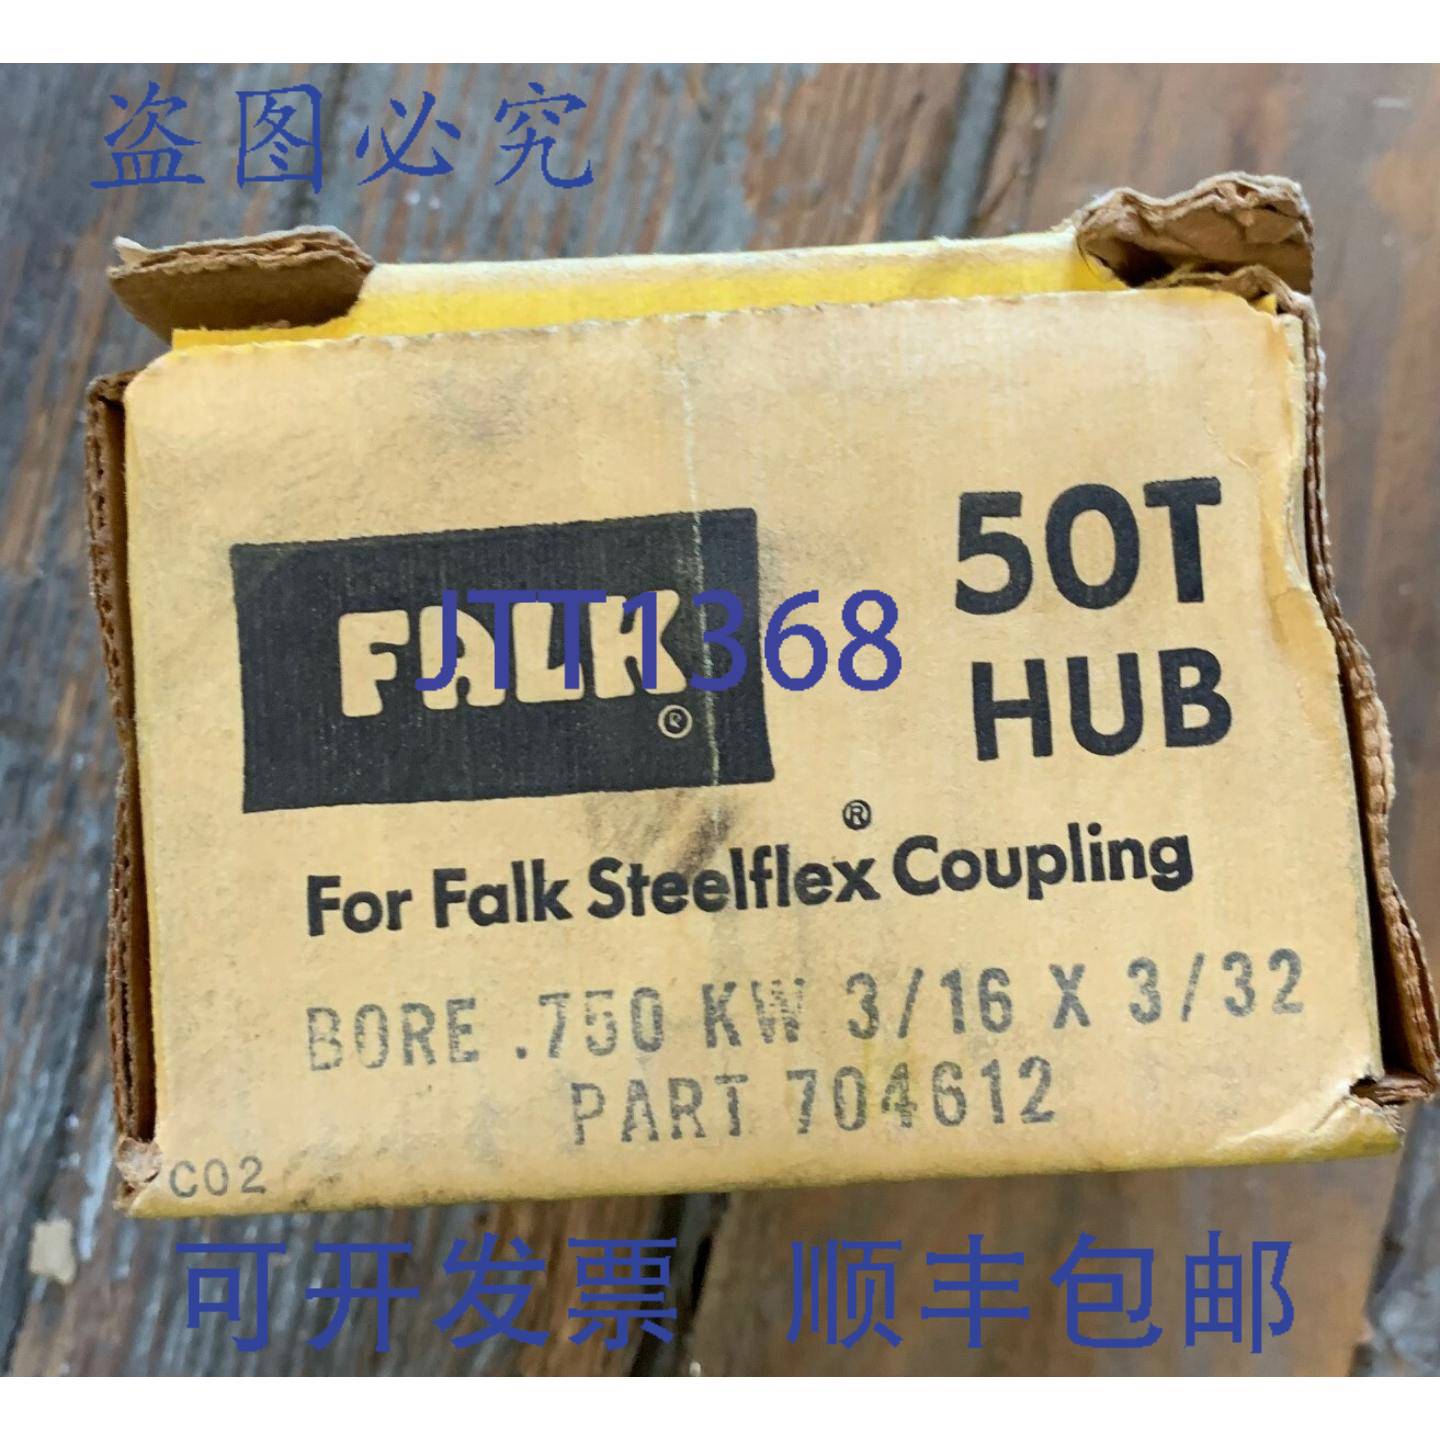 盗图必究
50T
FALK
®
JTT1368
HUB
®
For Falk Steelflex Coupling
BORE .750 KW 3/16 X 3/32
PART 704612
C02
可开发票 顺丰包邮